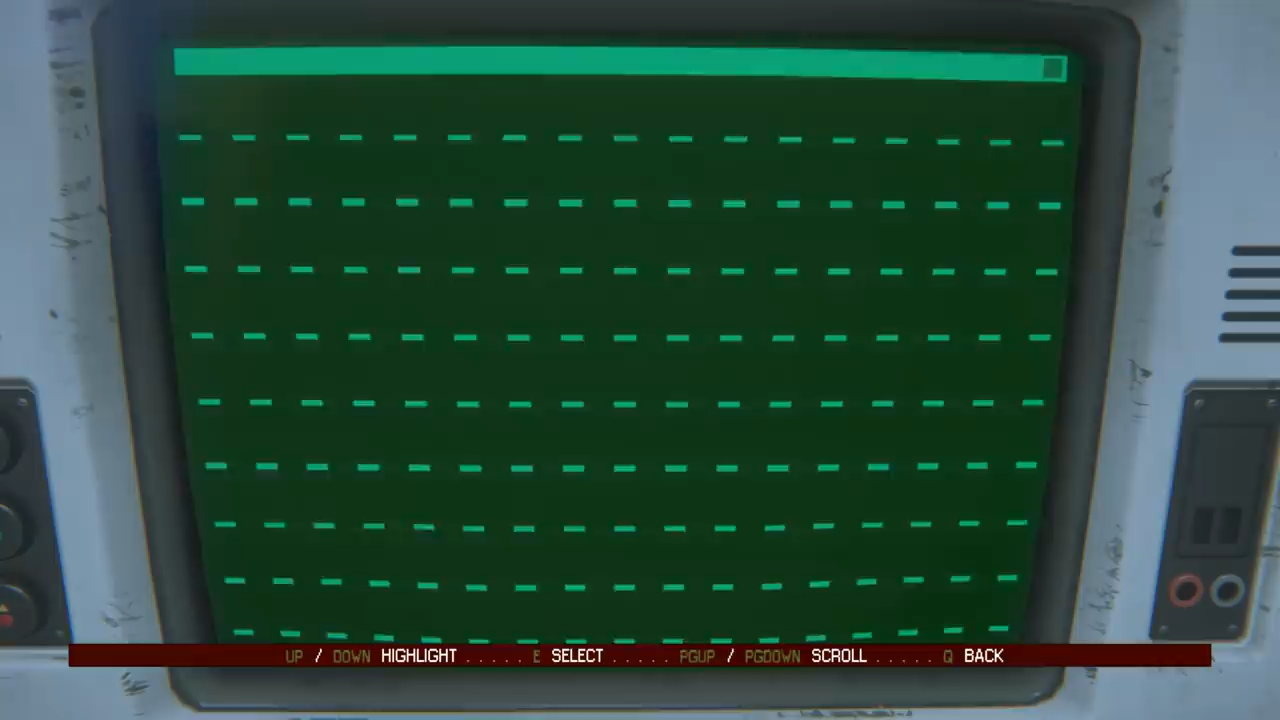 UP / DOWN HIGHLIGHT ..... E SELECT ..... PGUP / PGDOWN SCROLL ..... Q BACK